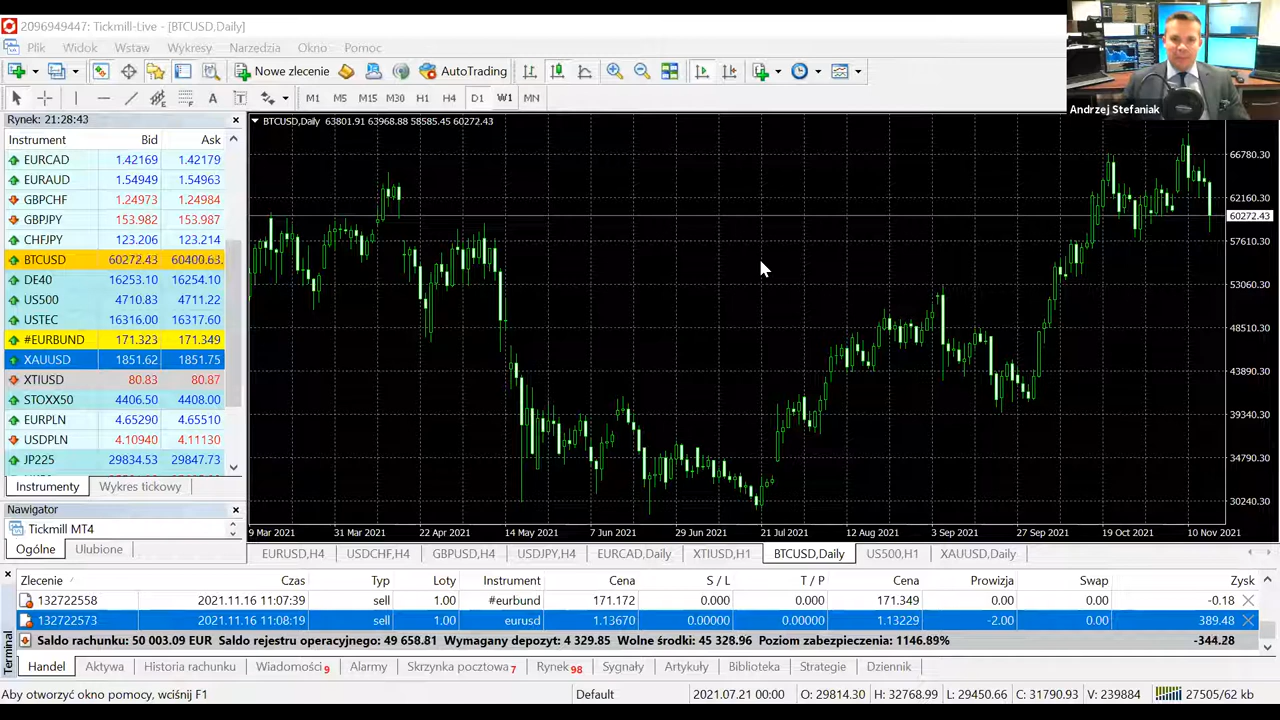 2096949447: Tickmill-Live - [BTCUSD,Daily]
Plik Widok Wstaw Wykresy Narzędzia Okno Pomoc
Nowe zlecenie AutoTrading
M1 M5 M15 M30 H1 H4 D1 W1 MN
Andrzej Stefaniak
Rynek: 21:28:43
Instrument Bid Ask
EURCAD 1.42169 1.42179
EURAUD 1.54949 1.54963
GBPCHF 1.24973 1.24984
GBPJPY 153.982 153.987
CHFJPY 123.206 123.214
BTCUSD 60272.43 60400.63
DE40 16253.10 16254.10
US500 4710.83 4711.22
USTEC 16316.00 16317.60
#EURBUND 171.323 171.349
XAUUSD 1851.62 1851.75
XTIUSD 80.83 80.87
STOXX50 4406.50 4408.00
EURPLN 4.65290 4.65510
USDPLN 4.10940 4.11130
JP225 29834.53 29847.73
Instrumenty Wykres tickowy
Nawigator
Tickmill MT4
Ogólne Ulubione
BTCUSD,Daily 63801.91 63968.88 58585.45 60272.43
66780.30
62160.30
60272.43
57610.30
53060.30
48510.30
43890.30
39340.30
34790.30
30240.30
9 Mar 2021 31 Mar 2021 22 Apr 2021 14 May 2021 7 Jun 2021 29 Jun 2021 21 Jul 2021 12 Aug 2021 3 Sep 2021 27 Sep 2021 19 Oct 2021 10 Nov 2021
EURUSD,H4 USDCHF,H4 GBPUSD,H4 USDJPY,H4 EURCAD,Daily XTIUSD,H1 BTCUSD,Daily US500,H1 XAUUSD,Daily
Zlecenie Czas Typ Loty Instrument Cena S / L T / P Cena Prowizja Swap Zysk
132722558 2021.11.16 11:07:39 sell 1.00 #eurbund 171.172 0.000 0.000 171.349 0.00 0.00 -0.18
132722573 2021.11.16 11:08:19 sell 1.00 eurusd 1.13670 0.00000 0.00000 1.13229 -2.00 0.00 389.48
Saldo rachunku: 50 003.09 EUR Saldo rejestru operacyjnego: 49 658.81 Wymagany depozyt: 4 329.85 Wolne środki: 45 328.96 Poziom zabezpieczenia: 1146.89% -344.28
Terminal
Handel Aktywa Historia rachunku Wiadomości 9 Alarmy Skrzynka pocztowa 7 Rynek 98 Sygnały Artykuły Biblioteka Strategie Dziennik
Aby otworzyć okno pomocy, wciśnij F1 Default 2021.07.21 00:00 O: 29814.30 H: 32768.99 L: 29450.66 C: 31790.93 V: 239884 27505/62 kb